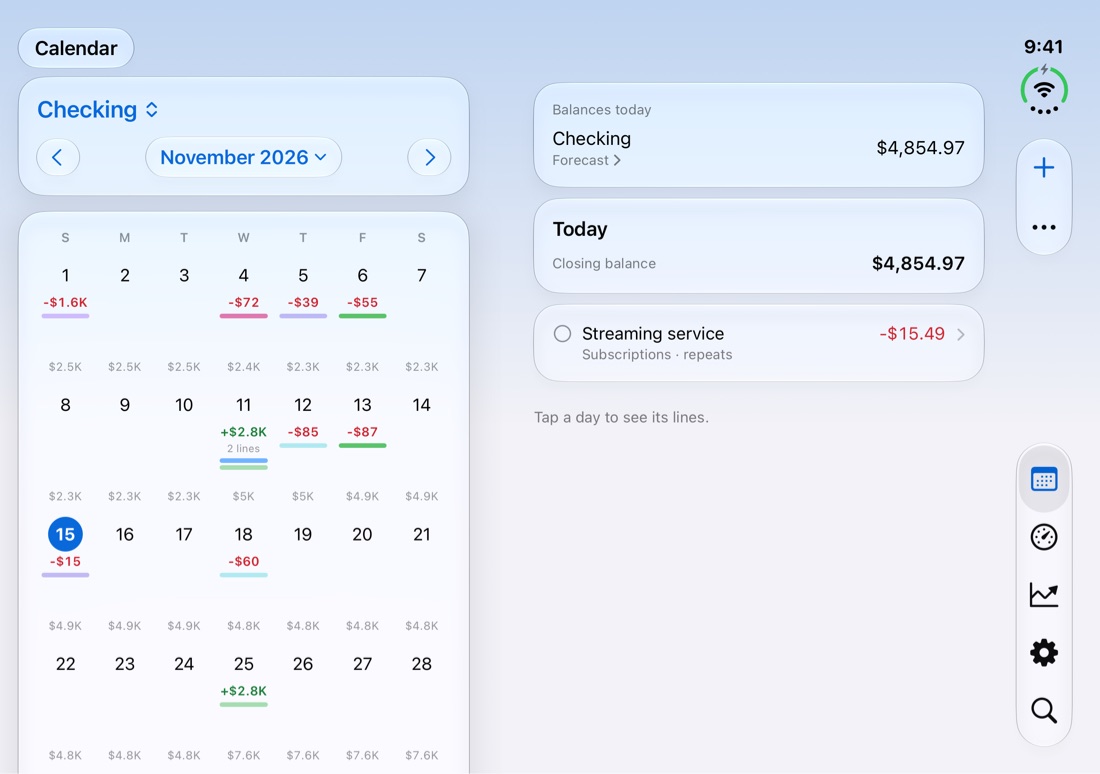 Calendar
Checking
November 2026
S M T W T F S
1 2 3 4 5 6 7
-$1.6K -$72 -$39 -$55
$2.5K $2.5K $2.5K $2.4K $2.3K $2.3K $2.3K
8 9 10 11 12 13 14
+$2.8K -$85 -$87
2 lines
$2.3K $2.3K $2.3K $5K $5K $4.9K $4.9K
15 16 17 18 19 20 21
-$15 -$60
$4.9K $4.9K $4.9K $4.8K $4.8K $4.8K $4.8K
22 23 24 25 26 27 28
+$2.8K
$4.8K $4.8K $4.8K $7.6K $7.6K $7.6K $7.6K
Balances today
Checking
Forecast
$4,854.97
Today
Closing balance $4,854.97
Streaming service -$15.49
Subscriptions · repeats
Tap a day to see its lines.
9:41